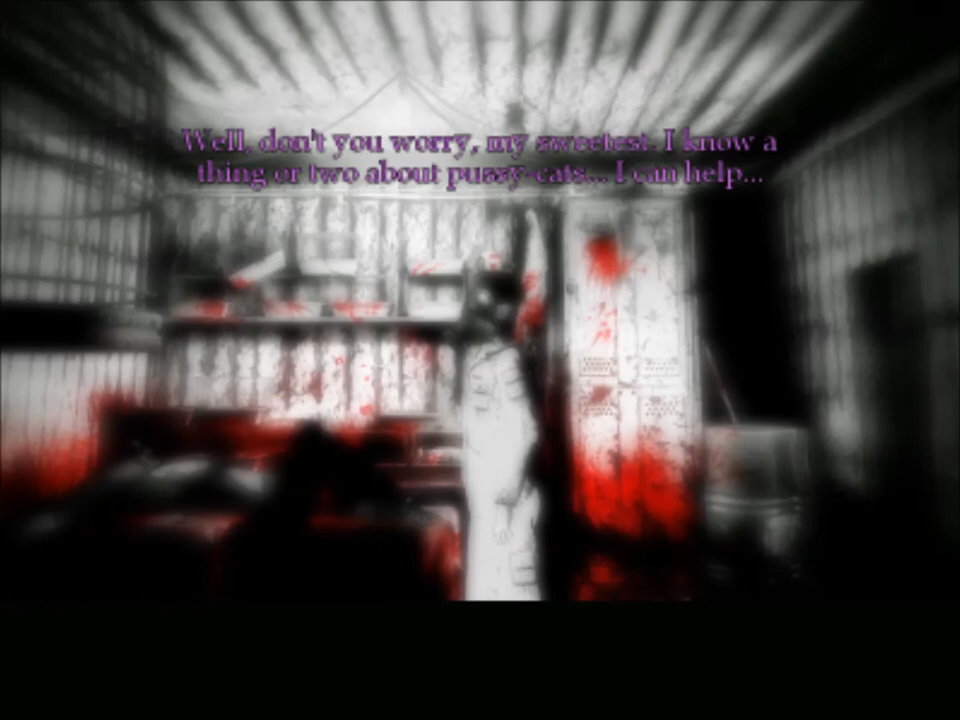 Well, don't you worry, my sweetest. I know a
thing or two about pussy-cats... I can help...